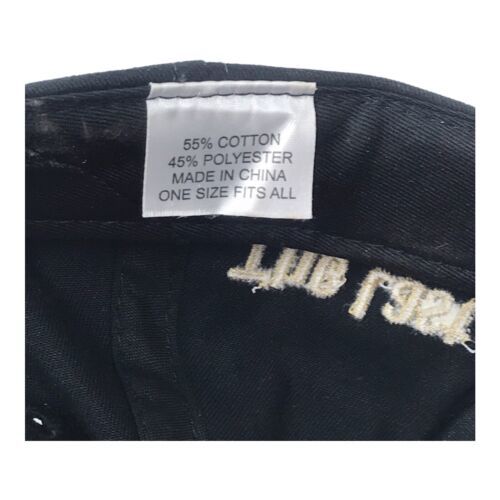 55% COTTON
45% POLYESTER
MADE IN CHINA
ONE SIZE FITS ALL